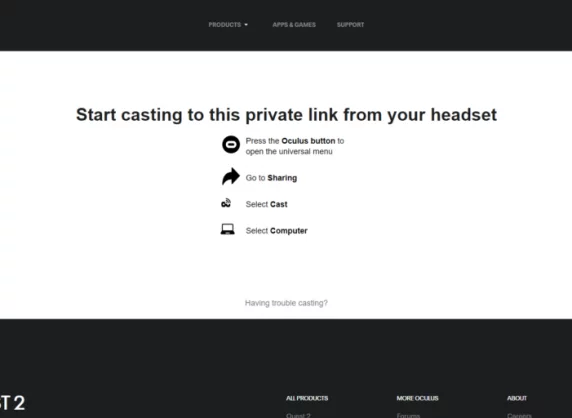 PRODUCTS
APPS & GAMES
SUPPORT
Start casting to this private link from your headset
Press the Oculus button to
open the universal menu
Go to Sharing
Select Cast
Select Computer
Having trouble casting?
2
ALL PRODUCTS
MORE OCULUS
ABOUT
Quest 2
Forums
Careers